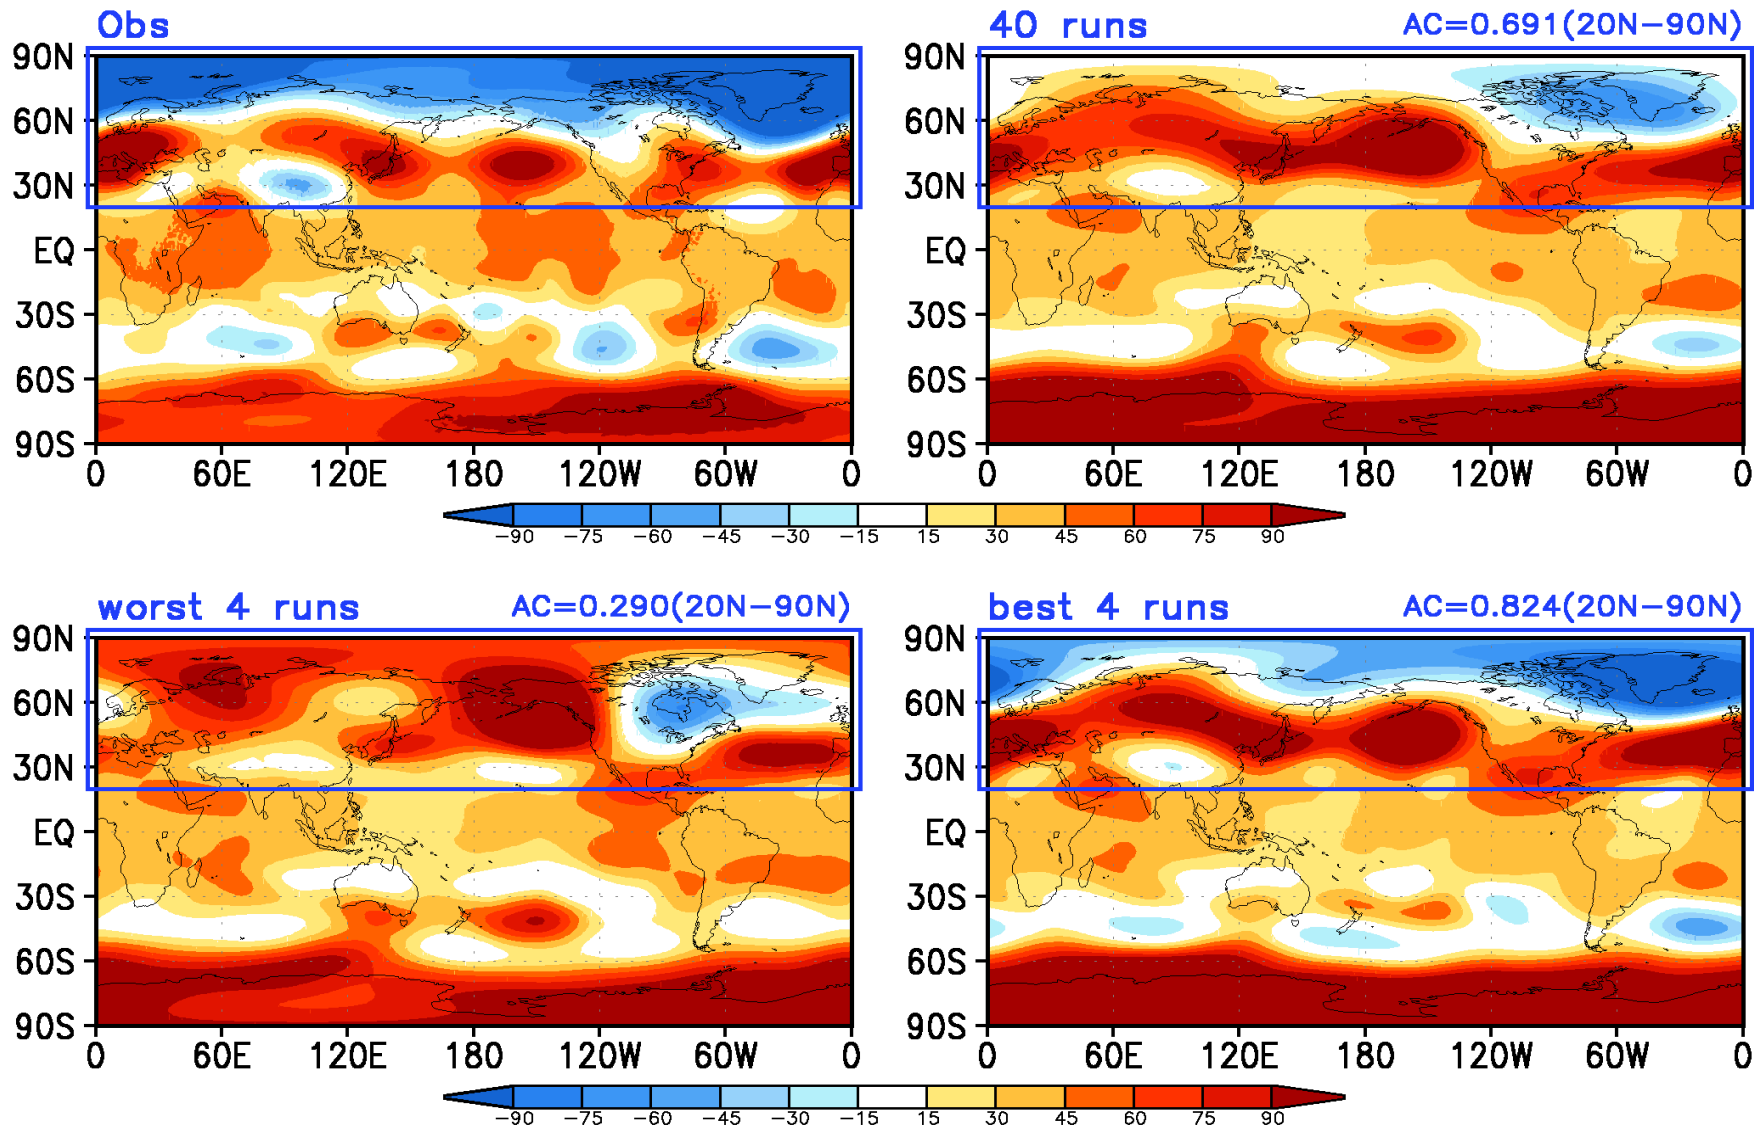 Obs
40 runs AC=0.691(20N−90N)
90N 90N
60N 60N
30N 30N
EQ EQ
30S 30S
60S 60S
90S 90S
0 60E 120E 180 120W 60W 0 0 60E 120E 180 120W 60W 0
−90 −75 −60 −45 −30 −15 15 30 45 60 75 90
worst 4 runs AC=0.290(20N−90N)
best 4 runs AC=0.824(20N−90N)
90N 90N
60N 60N
30N 30N
EQ EQ
30S 30S
60S 60S
90S 90S
0 60E 120E 180 120W 60W 0 0 60E 120E 180 120W 60W 0
−90 −75 −60 −45 −30 −15 15 30 45 60 75 90